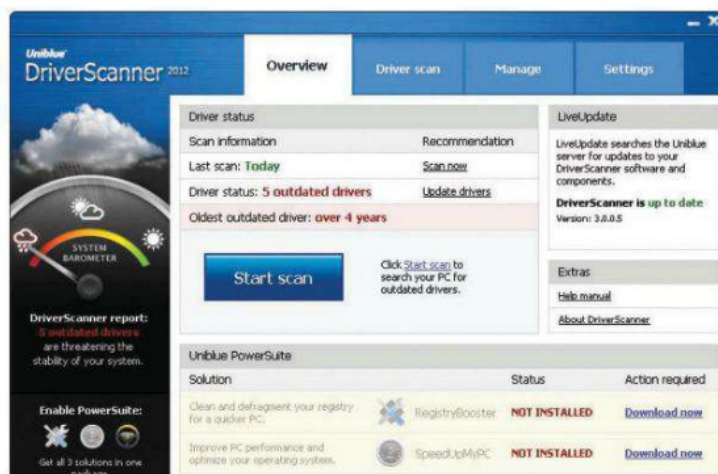 Uniblue
DriverScanner 2012
Overview
Driver scan
Manage
Settings
Driver status
Scan information
Recommendation
Last scan: Today
Scan now
Driver status: 5 outdated drivers
Update drivers
Oldest outdated driver: over 4 years
Start scan
Click Start scan to
search your PC for
outdated drivers.
LiveUpdate
LiveUpdate searches the Uniblue
server for updates to your
DriverScanner software and
components.
DriverScanner is up to date
Version: 3.0.0.5
Extras
Help manual
About DriverScanner
SYSTEM
BAROMETER
DriverScanner report:
5 outdated drivers
are threatening the
stability of your system.
Enable PowerSuite:
Get all 3 solutions in one
package
Uniblue PowerSuite
Solution
Status
Action required
Clean and defragment your registry
for a quicker PC.
RegistryBooster
NOT INSTALLED
Download now
Improve PC performance and
optimize your operating system.
SpeedUpMyPC
NOT INSTALLED
Download now